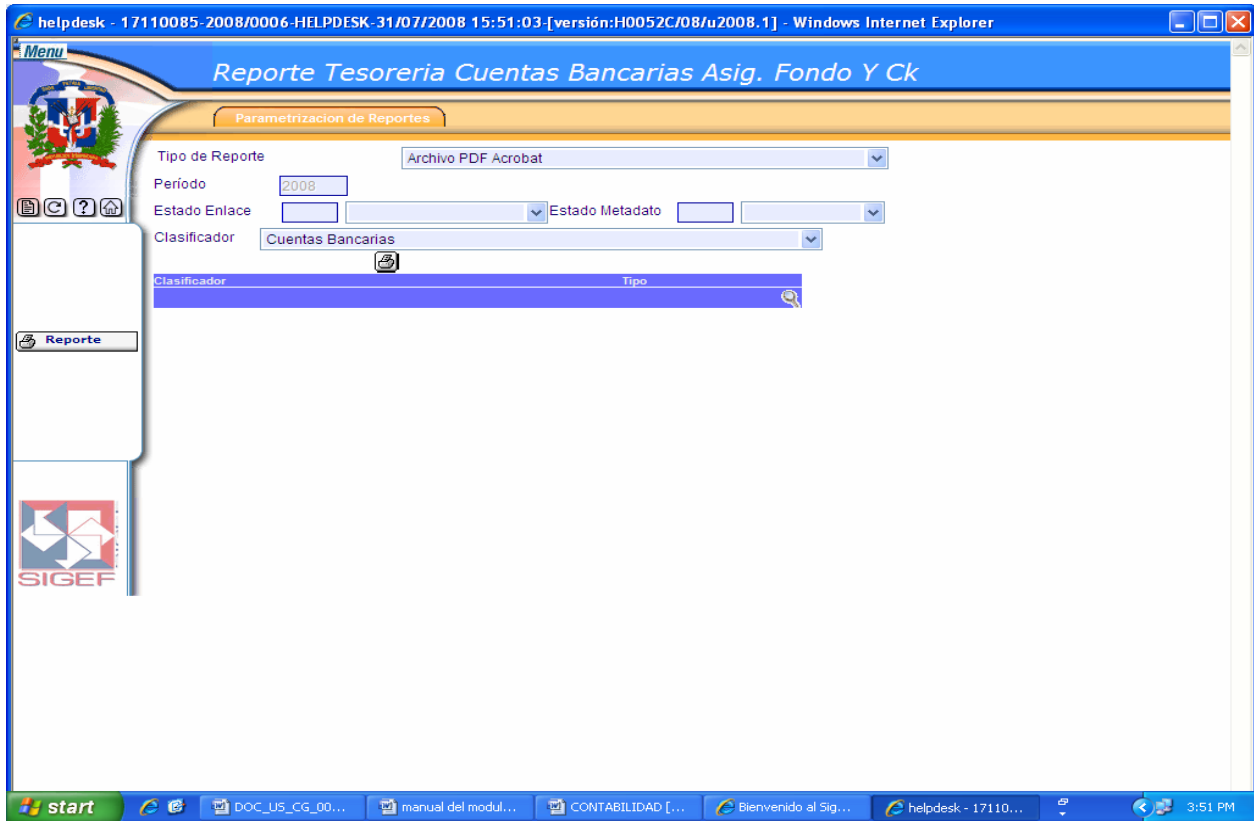 helpdesk - 17110085-2008/0006-HELPDESK-31/07/2008 15:51:03-[versión:H0052C/08/u2008.1] - Windows Internet Explorer
Menu
Reporte Tesoreria Cuentas Bancarias Asig. Fondo Y Ck
Parametrizacion de Reportes
Tipo de Reporte Archivo PDF Acrobat
Período 2008
Estado Enlace Estado Metadato
Clasificador Cuentas Bancarias
Clasificador Tipo
Reporte
SIGEF
start DOC_US_CG_00... manual del modul... CONTABILIDAD [... Bienvenido al Sig... helpdesk - 17110... 3:51 PM